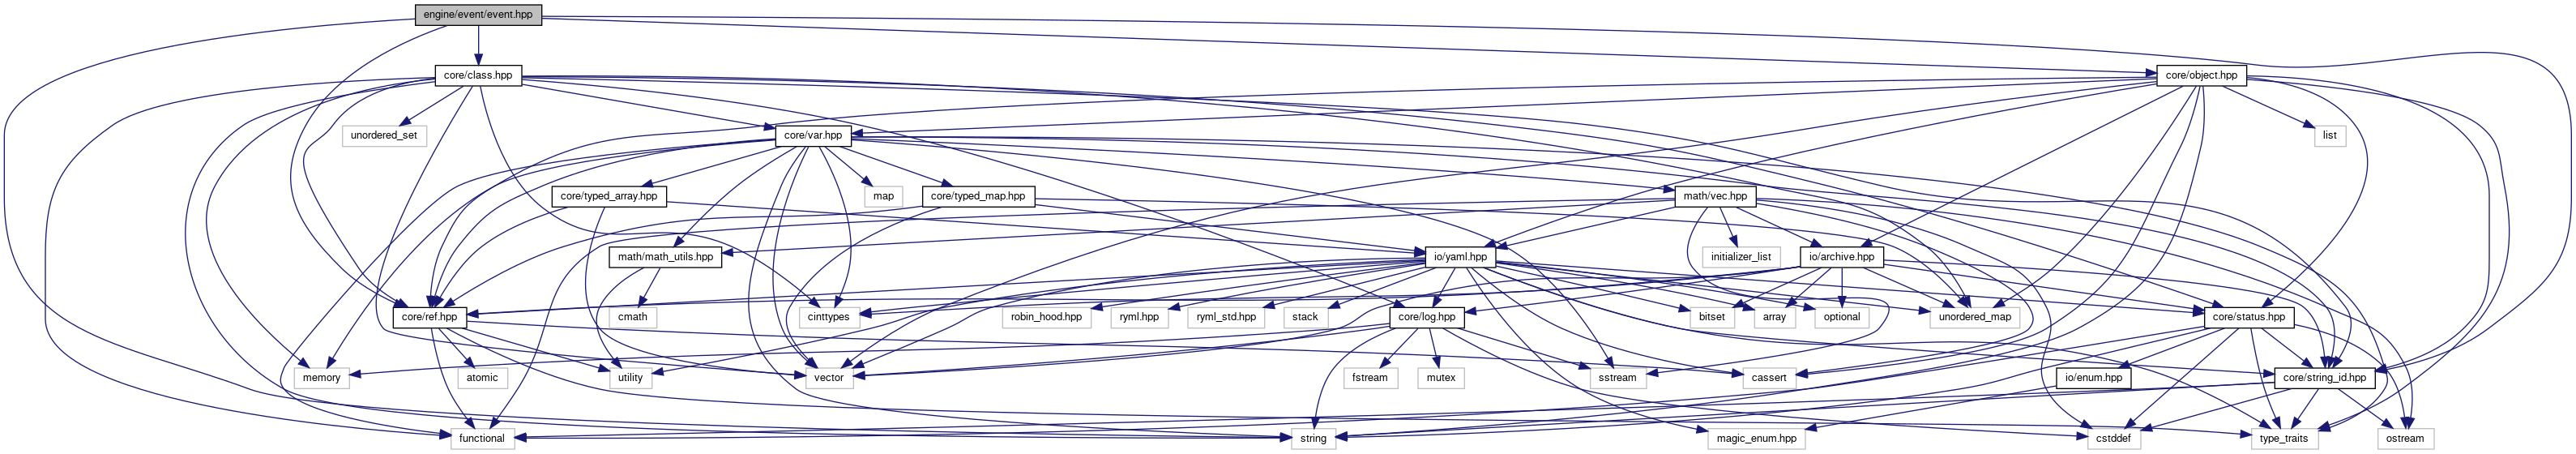 engine/event/event.hpp
core/class.hpp
core/object.hpp
unordered_set
core/var.hpp
list
core/typed_array.hpp
map
core/typed_map.hpp
math/vec.hpp
math/math_utils.hpp
io/yaml.hpp
initializer_list
io/archive.hpp
core/ref.hpp
cmath
cinttypes
robin_hood.hpp
ryml.hpp
ryml_std.hpp
stack
core/log.hpp
bitset
array
optional
unordered_map
core/status.hpp
memory
atomic
utility
vector
fstream
mutex
sstream
cassert
core/string_id.hpp
io/enum.hpp
functional
string
magic_enum.hpp
cstddef
type_traits
ostream